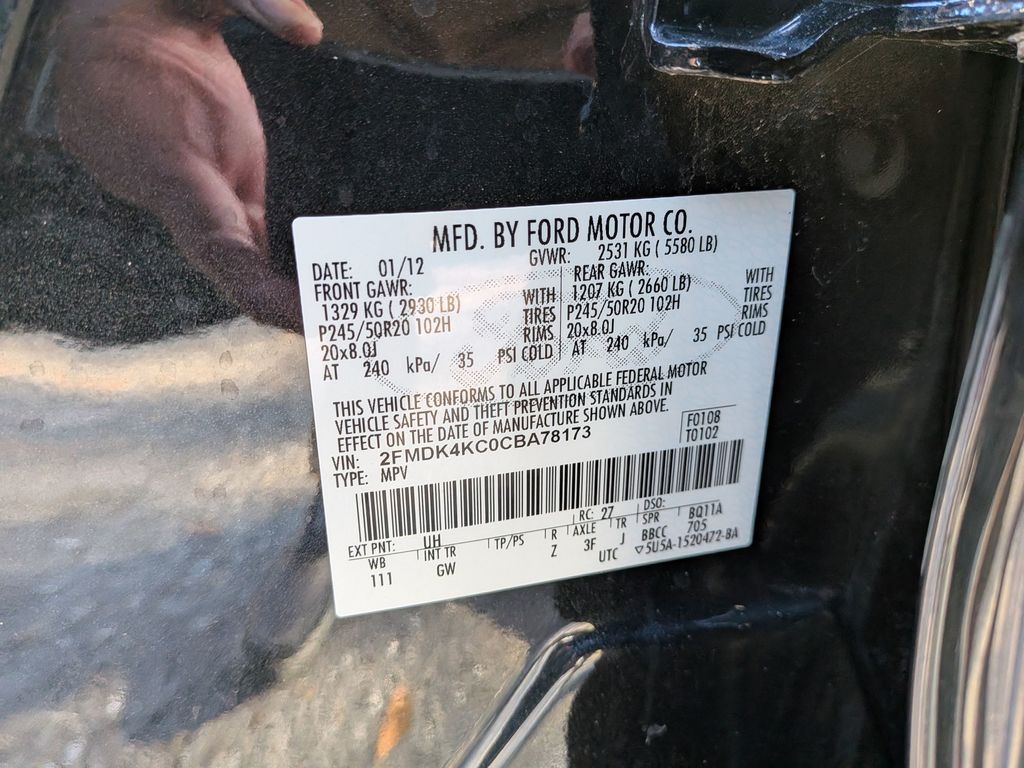 MFD. BY FORD MOTOR CO.
DATE: 01/12 GVWR: 2531 KG ( 5580 LB)
FRONT GAWR: REAR GAWR:
1329 KG ( 2930 LB) WITH 1207 KG ( 2660 LB) WITH
P245/50R20 102H TIRES P245/50R20 102H TIRES
20x8.0J RIMS 20x8.0J RIMS
AT 240 kPa/ 35 PSI COLD AT 240 kPa/ 35 PSI COLD
THIS VEHICLE CONFORMS TO ALL APPLICABLE FEDERAL MOTOR
VEHICLE SAFETY AND THEFT PREVENTION STANDARDS IN
EFFECT ON THE DATE OF MANUFACTURE SHOWN ABOVE.
VIN: 2FMDK4KC0CBA78173 F0108
TYPE: MPV T0102
EXT PNT: UH RC: 27 DSO:
WB INT TR TP/PS R AXLE TR SPR BQ11A
111 GW Z 3F J BBCC 705
UTC ▽5U5A-1520472-BA